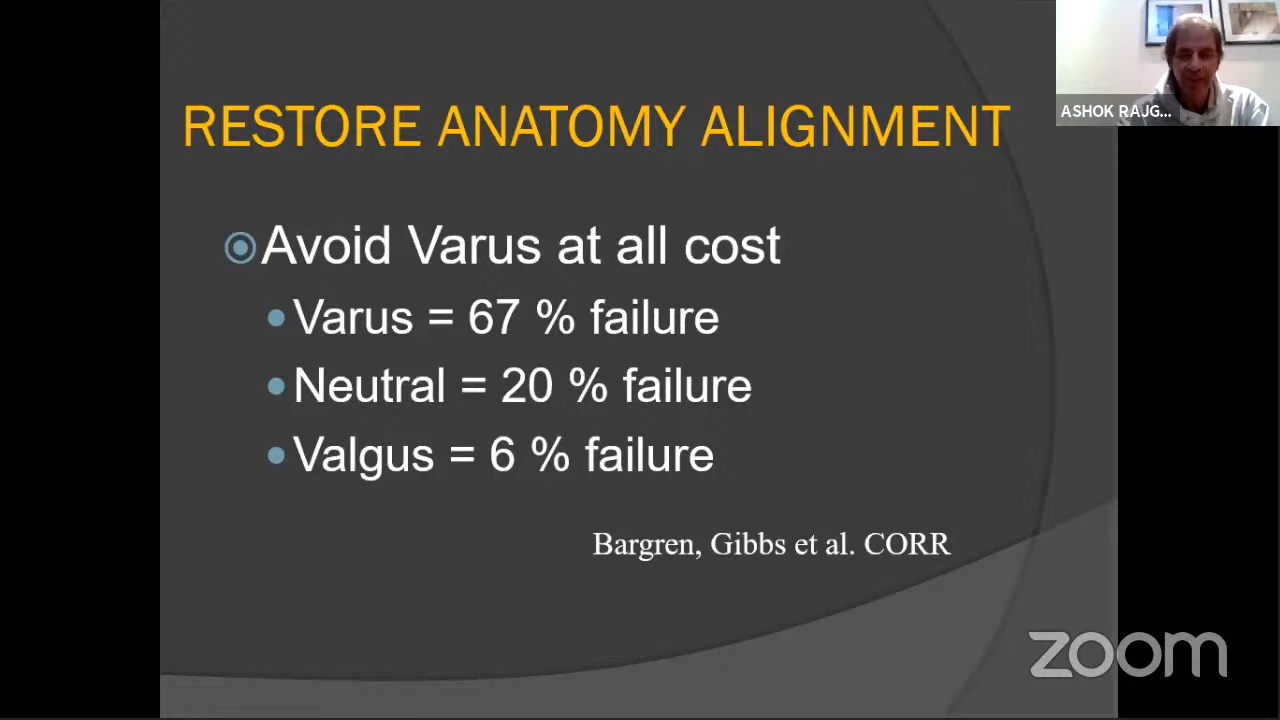 RESTORE ANATOMY ALIGNMENT
Avoid Varus at all cost
Varus = 67 % failure
Neutral = 20 % failure
Valgus = 6 % failure
Bargren, Gibbs et al. CORR
ASHOK RAJG...
zoom